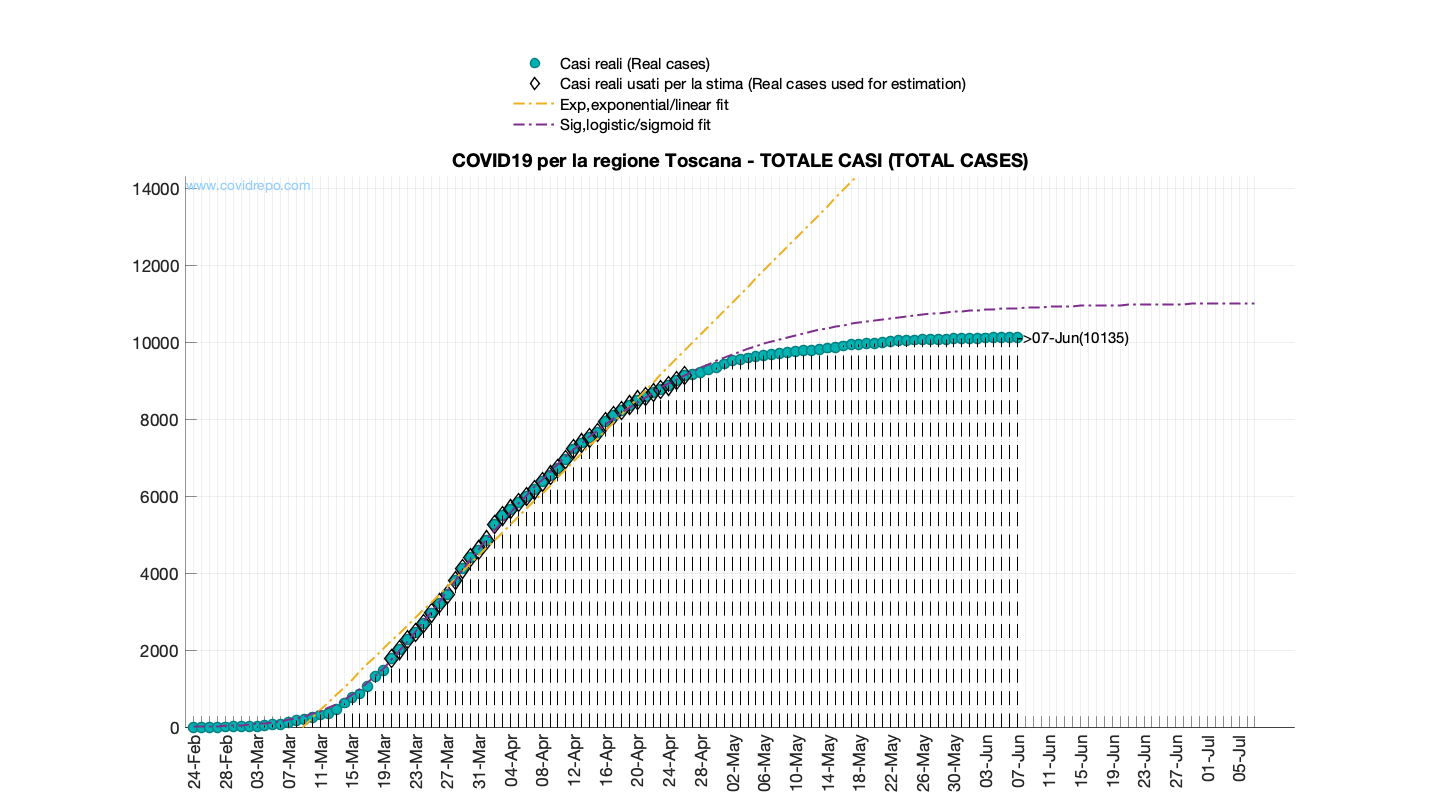 Casi reali (Real cases)
Casi reali usati per la stima (Real cases used for estimation)
Exp,exponential/linear fit
Sig,logistic/sigmoid fit
COVID19 per la regione Toscana - TOTALE CASI (TOTAL CASES)
www.covidrepo.com
14000
12000
10000
8000
6000
4000
2000
0
->07-Jun(10135)
24-Feb
28-Feb
03-Mar
07-Mar
11-Mar
15-Mar
19-Mar
23-Mar
27-Mar
31-Mar
04-Apr
08-Apr
12-Apr
16-Apr
20-Apr
24-Apr
28-Apr
02-May
06-May
10-May
14-May
18-May
22-May
26-May
30-May
03-Jun
07-Jun
11-Jun
15-Jun
19-Jun
23-Jun
27-Jun
01-Jul
05-Jul